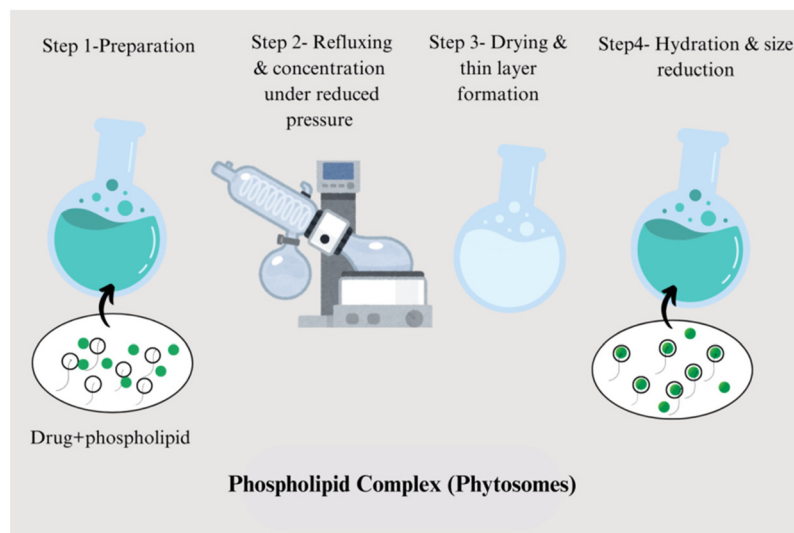 Step 1-Preparation
Step 2- Refluxing
& concentration
under reduced
pressure
Step 3- Drying &
thin layer
formation
Step4- Hydration & size
reduction
Drug+phospholipid
Phospholipid Complex (Phytosomes)